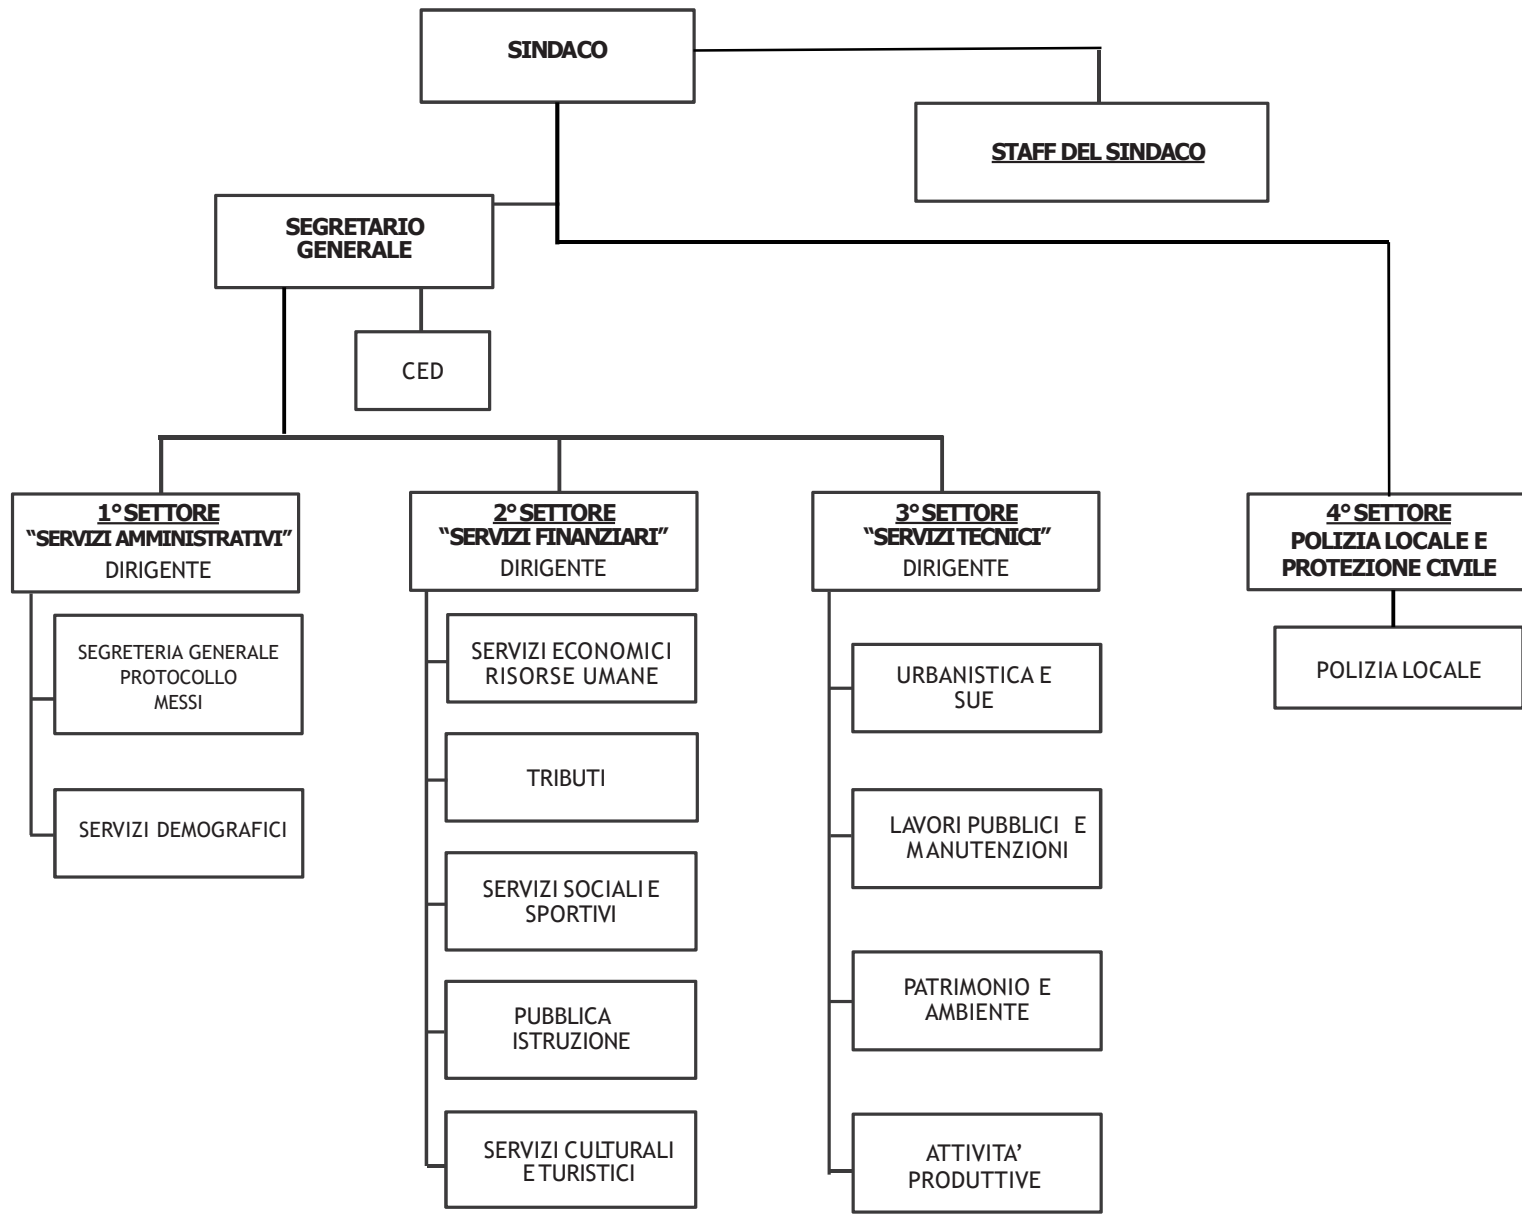 SINDACO
STAFF DEL SINDACO
SEGRETARIO
GENERALE
CED
1° SETTORE
“SERVIZI AMMINISTRATIVI”
DIRIGENTE
SEGRETERIA GENERALE
PROTOCOLLO
MESSI
SERVIZI DEMOGRAFICI
2° SETTORE
“SERVIZI FINANZIARI”
DIRIGENTE
SERVIZI ECONOMICI
RISORSE UMANE
TRIBUTI
SERVIZI SOCIALI E
SPORTIVI
PUBBLICA
ISTRUZIONE
SERVIZI CULTURALI
E TURISTICI
3° SETTORE
“SERVIZI TECNICI”
DIRIGENTE
URBANISTICA E
SUE
LAVORI PUBBLICI E
MANUTENZIONI
PATRIMONIO E
AMBIENTE
ATTIVITA’
PRODUTTIVE
4° SETTORE
POLIZIA LOCALE E
PROTEZIONE CIVILE
POLIZIA LOCALE